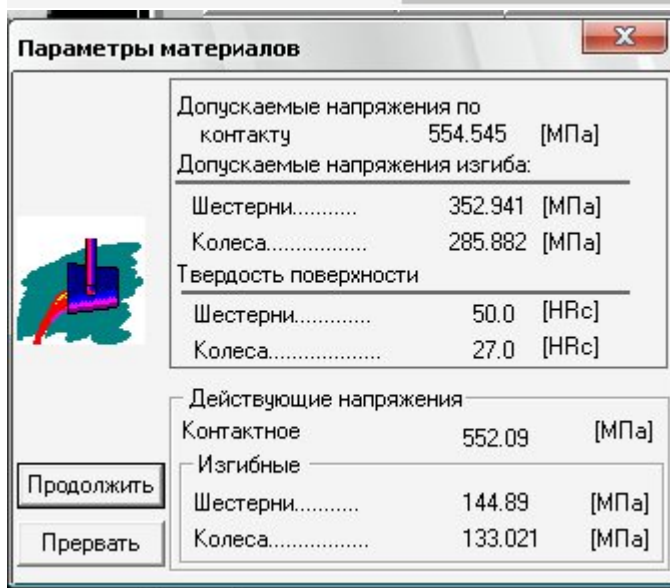 Параметры материалов
Допускаемые напряжения по
контакту 554.545 [МПа]
Допускаемые напряжения изгиба:
Шестерни........... 352.941 [МПа]
Колеса................. 285.882 [МПа]
Твердость поверхности
Шестерни............. 50.0 [HRc]
Колеса................... 27.0 [HRc]
Действующие напряжения
Контактное 552.09 [МПа]
Изгибные
Шестерни........... 144.89 [МПа]
Колеса................. 133.021 [МПа]
Продолжить
Прервать